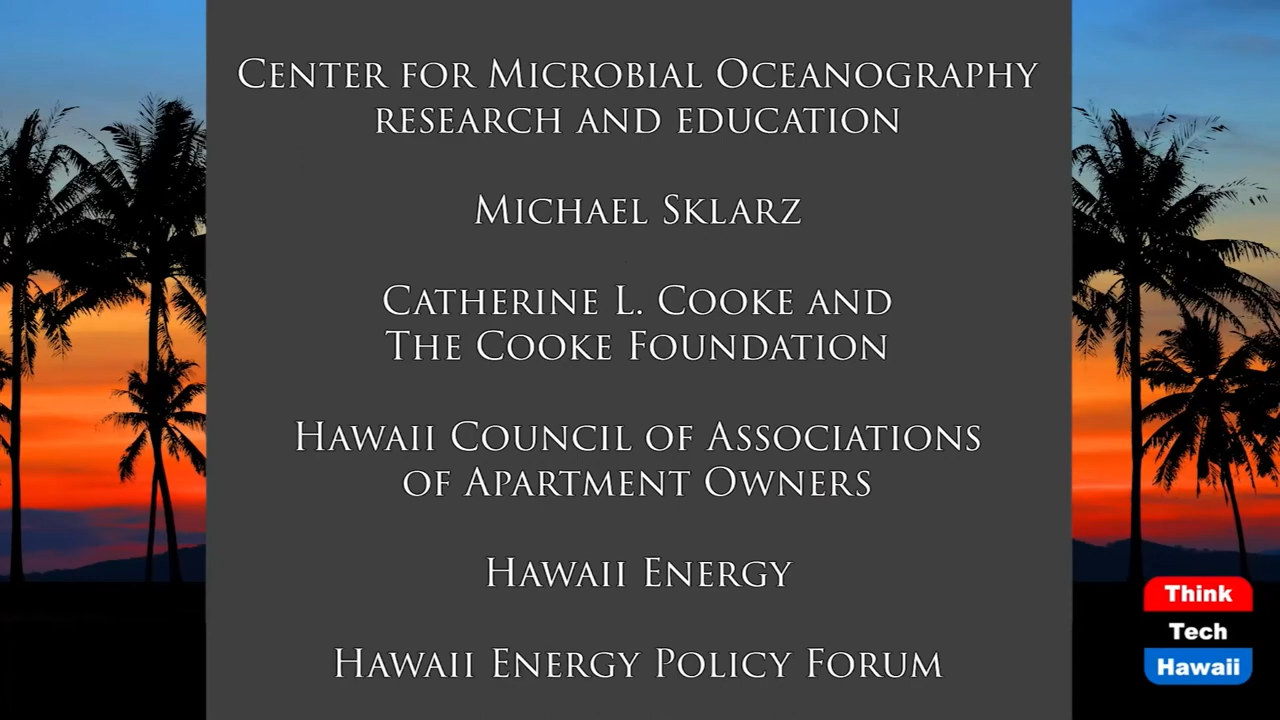 Center for Microbial Oceanography
research and education
Michael Sklarz
Catherine L. Cooke and
The Cooke Foundation
Hawaii Council of Associations
of Apartment Owners
Hawaii Energy
Hawaii Energy Policy Forum
Think
Tech
Hawaii